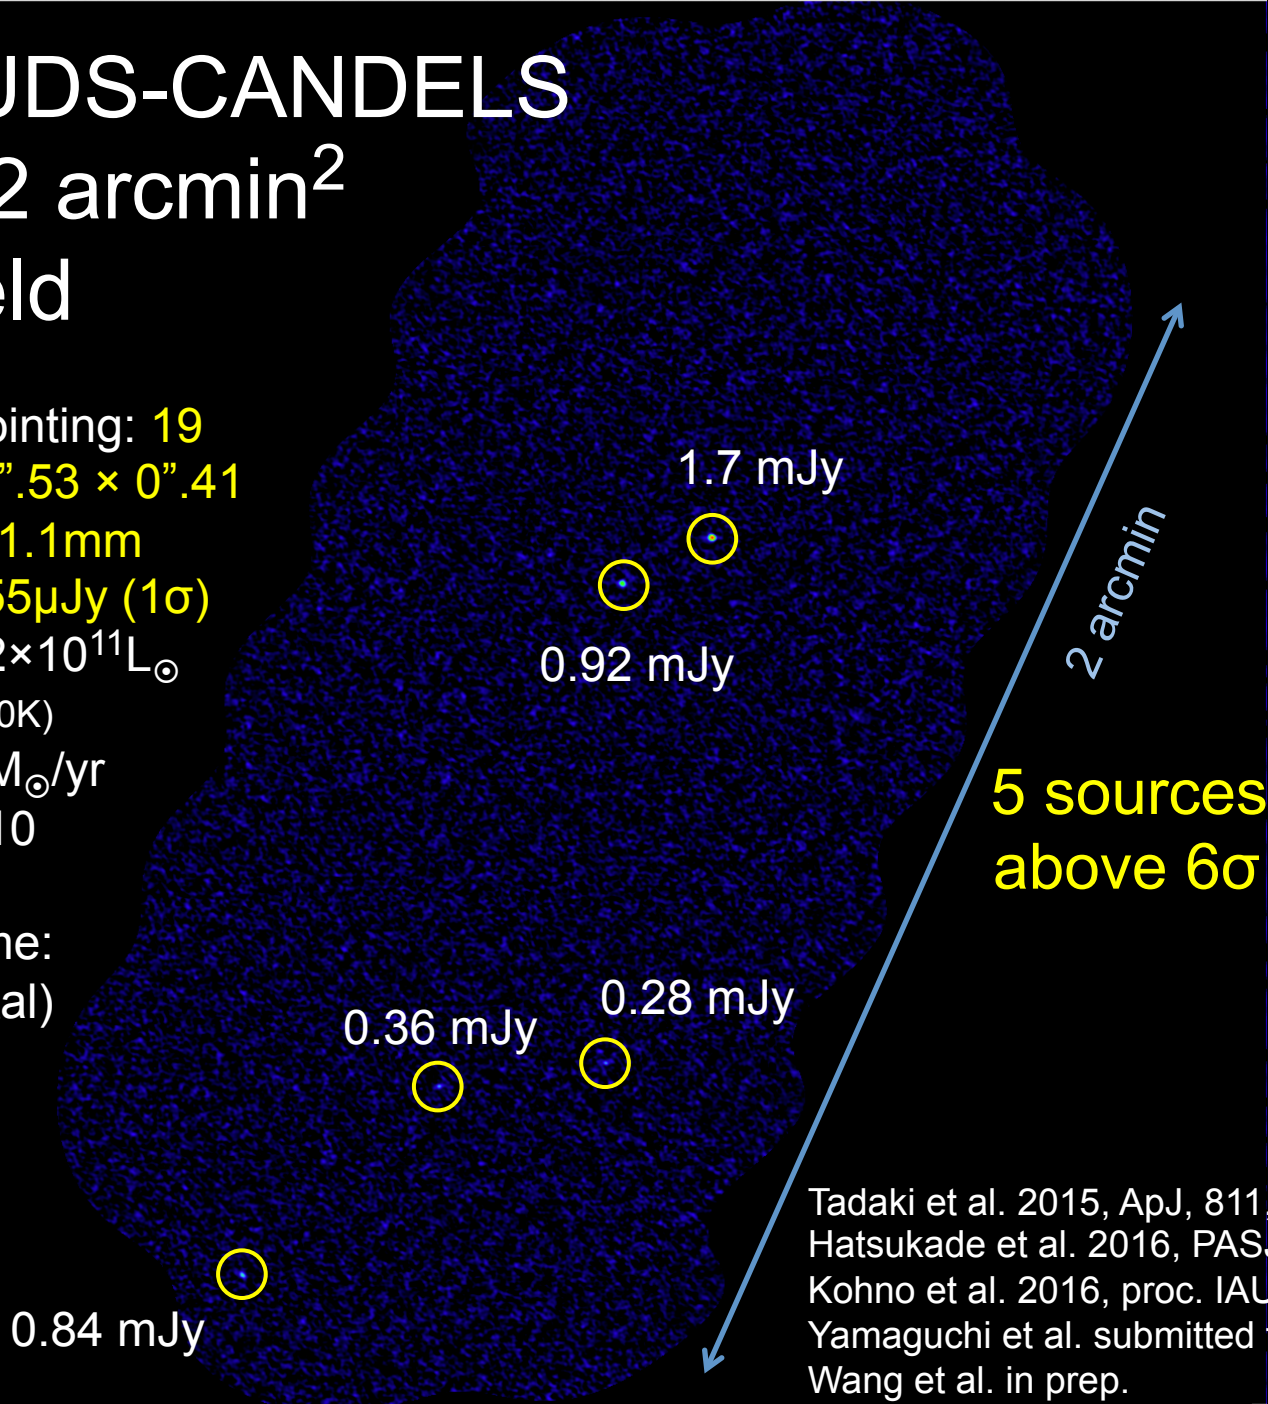 UDS-CANDELS
2 arcmin²
eld
ointing: 19
”.53 × 0”.41
1.1mm
55µJy (1σ)
2×10¹¹L☉
0K)
M☉/yr
10
me:
al)
1.7 mJy
0.92 mJy
2 arcmin
5 sources
above 6σ
0.28 mJy
0.36 mJy
0.84 mJy
Tadaki et al. 2015, ApJ, 811,
Hatsukade et al. 2016, PASJ
Kohno et al. 2016, proc. IAU
Yamaguchi et al. submitted
Wang et al. in prep.